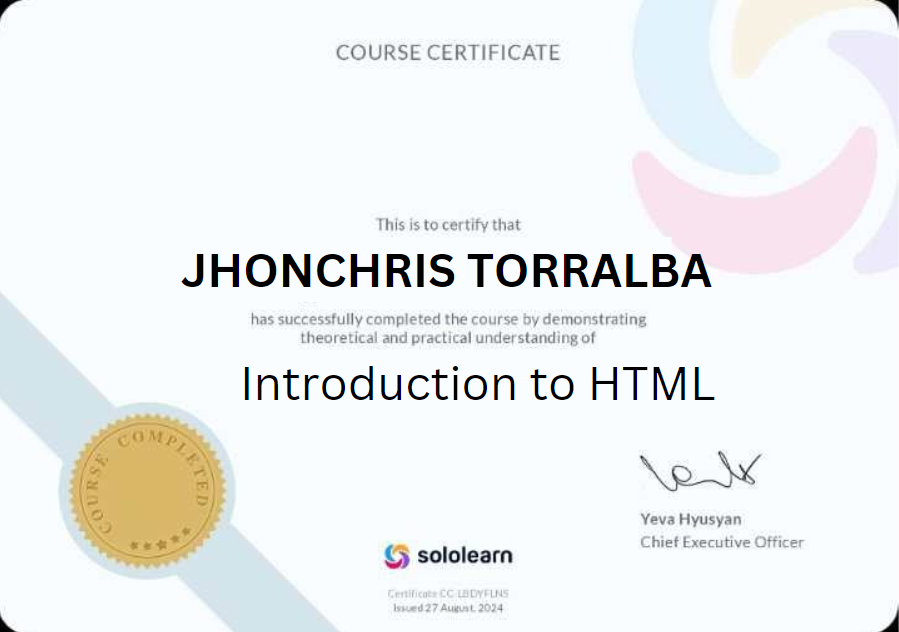 COURSE CERTIFICATE
This is to certify that
JHONCHRIS TORRALBA
has successfully completed the course by demonstrating
theoretical and practical understanding of
Introduction to HTML
COURSE COMPLETED
Yeva Hyusyan
Chief Executive Officer
sololearn
Certificate CC-LBDYFLNS
Issued 27 August, 2024